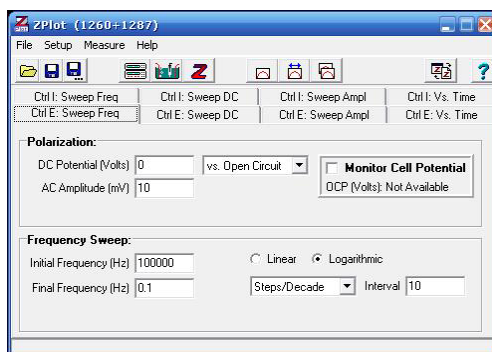 ZPlot (1260+1287)
File Setup Measure Help
Z ?
Ctrl I: Sweep Freq Ctrl I: Sweep DC Ctrl I: Sweep Ampl Ctrl I: Vs. Time
Ctrl E: Sweep Freq Ctrl E: Sweep DC Ctrl E: Sweep Ampl Ctrl E: Vs. Time
Polarization:
DC Potential (Volts) 0 vs. Open Circuit Monitor Cell Potential
AC Amplitude (mV) 10 OCP (Volts): Not Available
Frequency Sweep:
Initial Frequency (Hz) 100000 Linear Logarithmic
Final Frequency (Hz) 0.1 Steps/Decade Interval 10